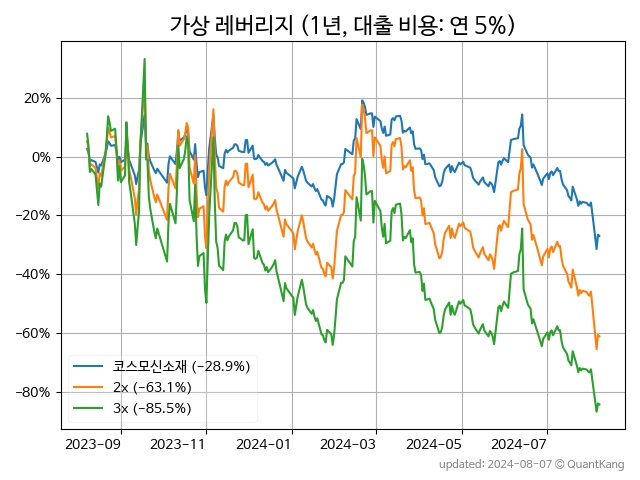 가상 레버리지 (1년, 대출 비용: 연 5%)
20%
0%
−20%
−40%
−60%
−80%
코스모신소재 (−28.9%)
2x (−63.1%)
3x (−85.5%)
2023-09 2023-11 2024-01 2024-03 2024-05 2024-07
updated: 2024-08-07 © QuantKang